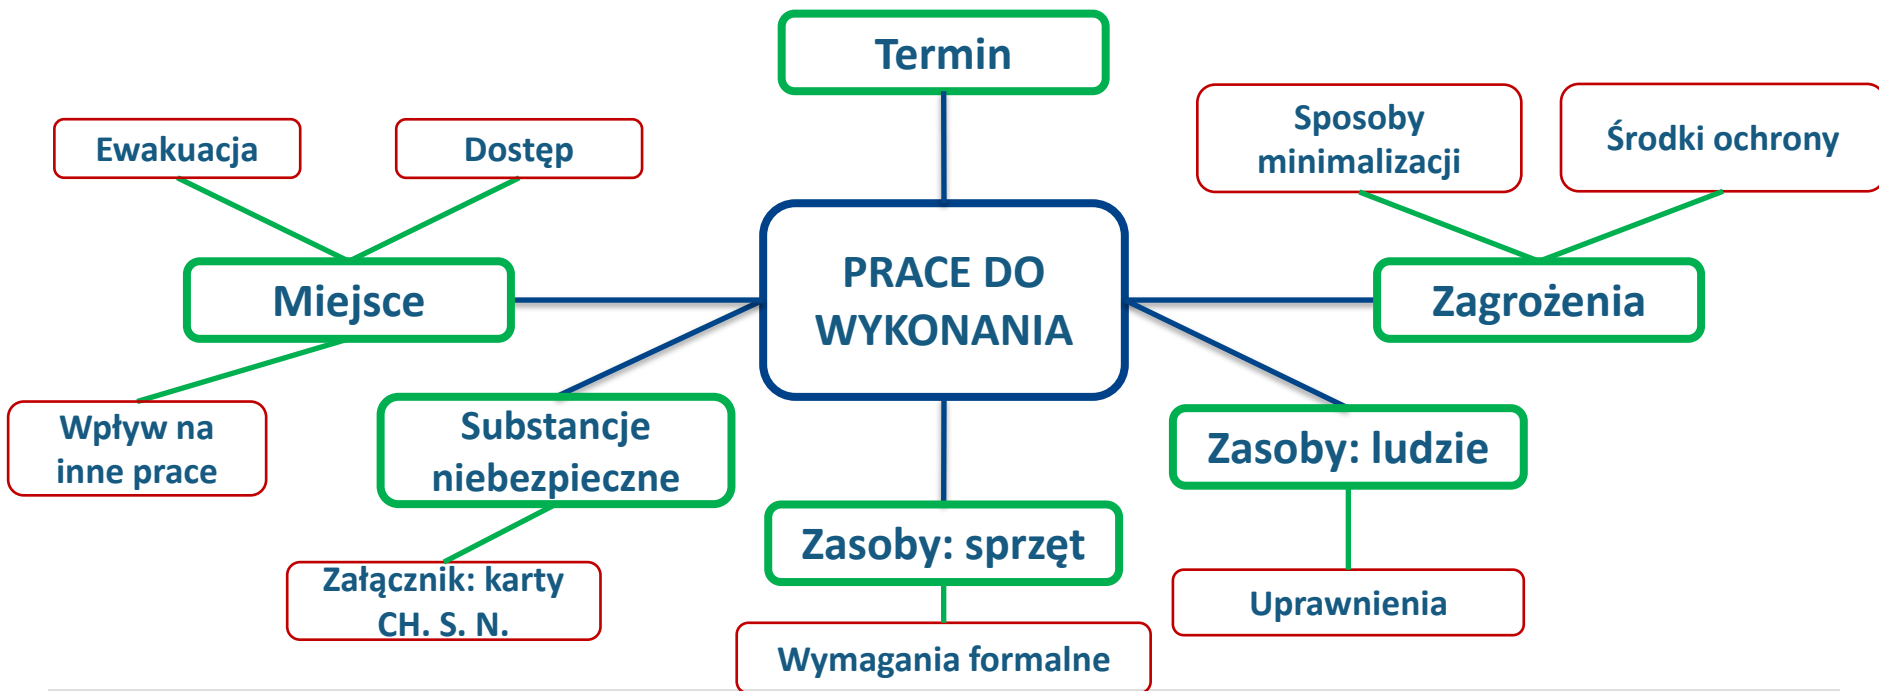 Termin
Sposoby
minimalizacji
Środki ochrony
Ewakuacja
Dostęp
PRACE DO
WYKONANIA
Miejsce
Zagrożenia
Wpływ na
inne prace
Substancje
niebezpieczne
Zasoby: ludzie
Zasoby: sprzęt
Załącznik: karty
CH. S. N.
Uprawnienia
Wymagania formalne